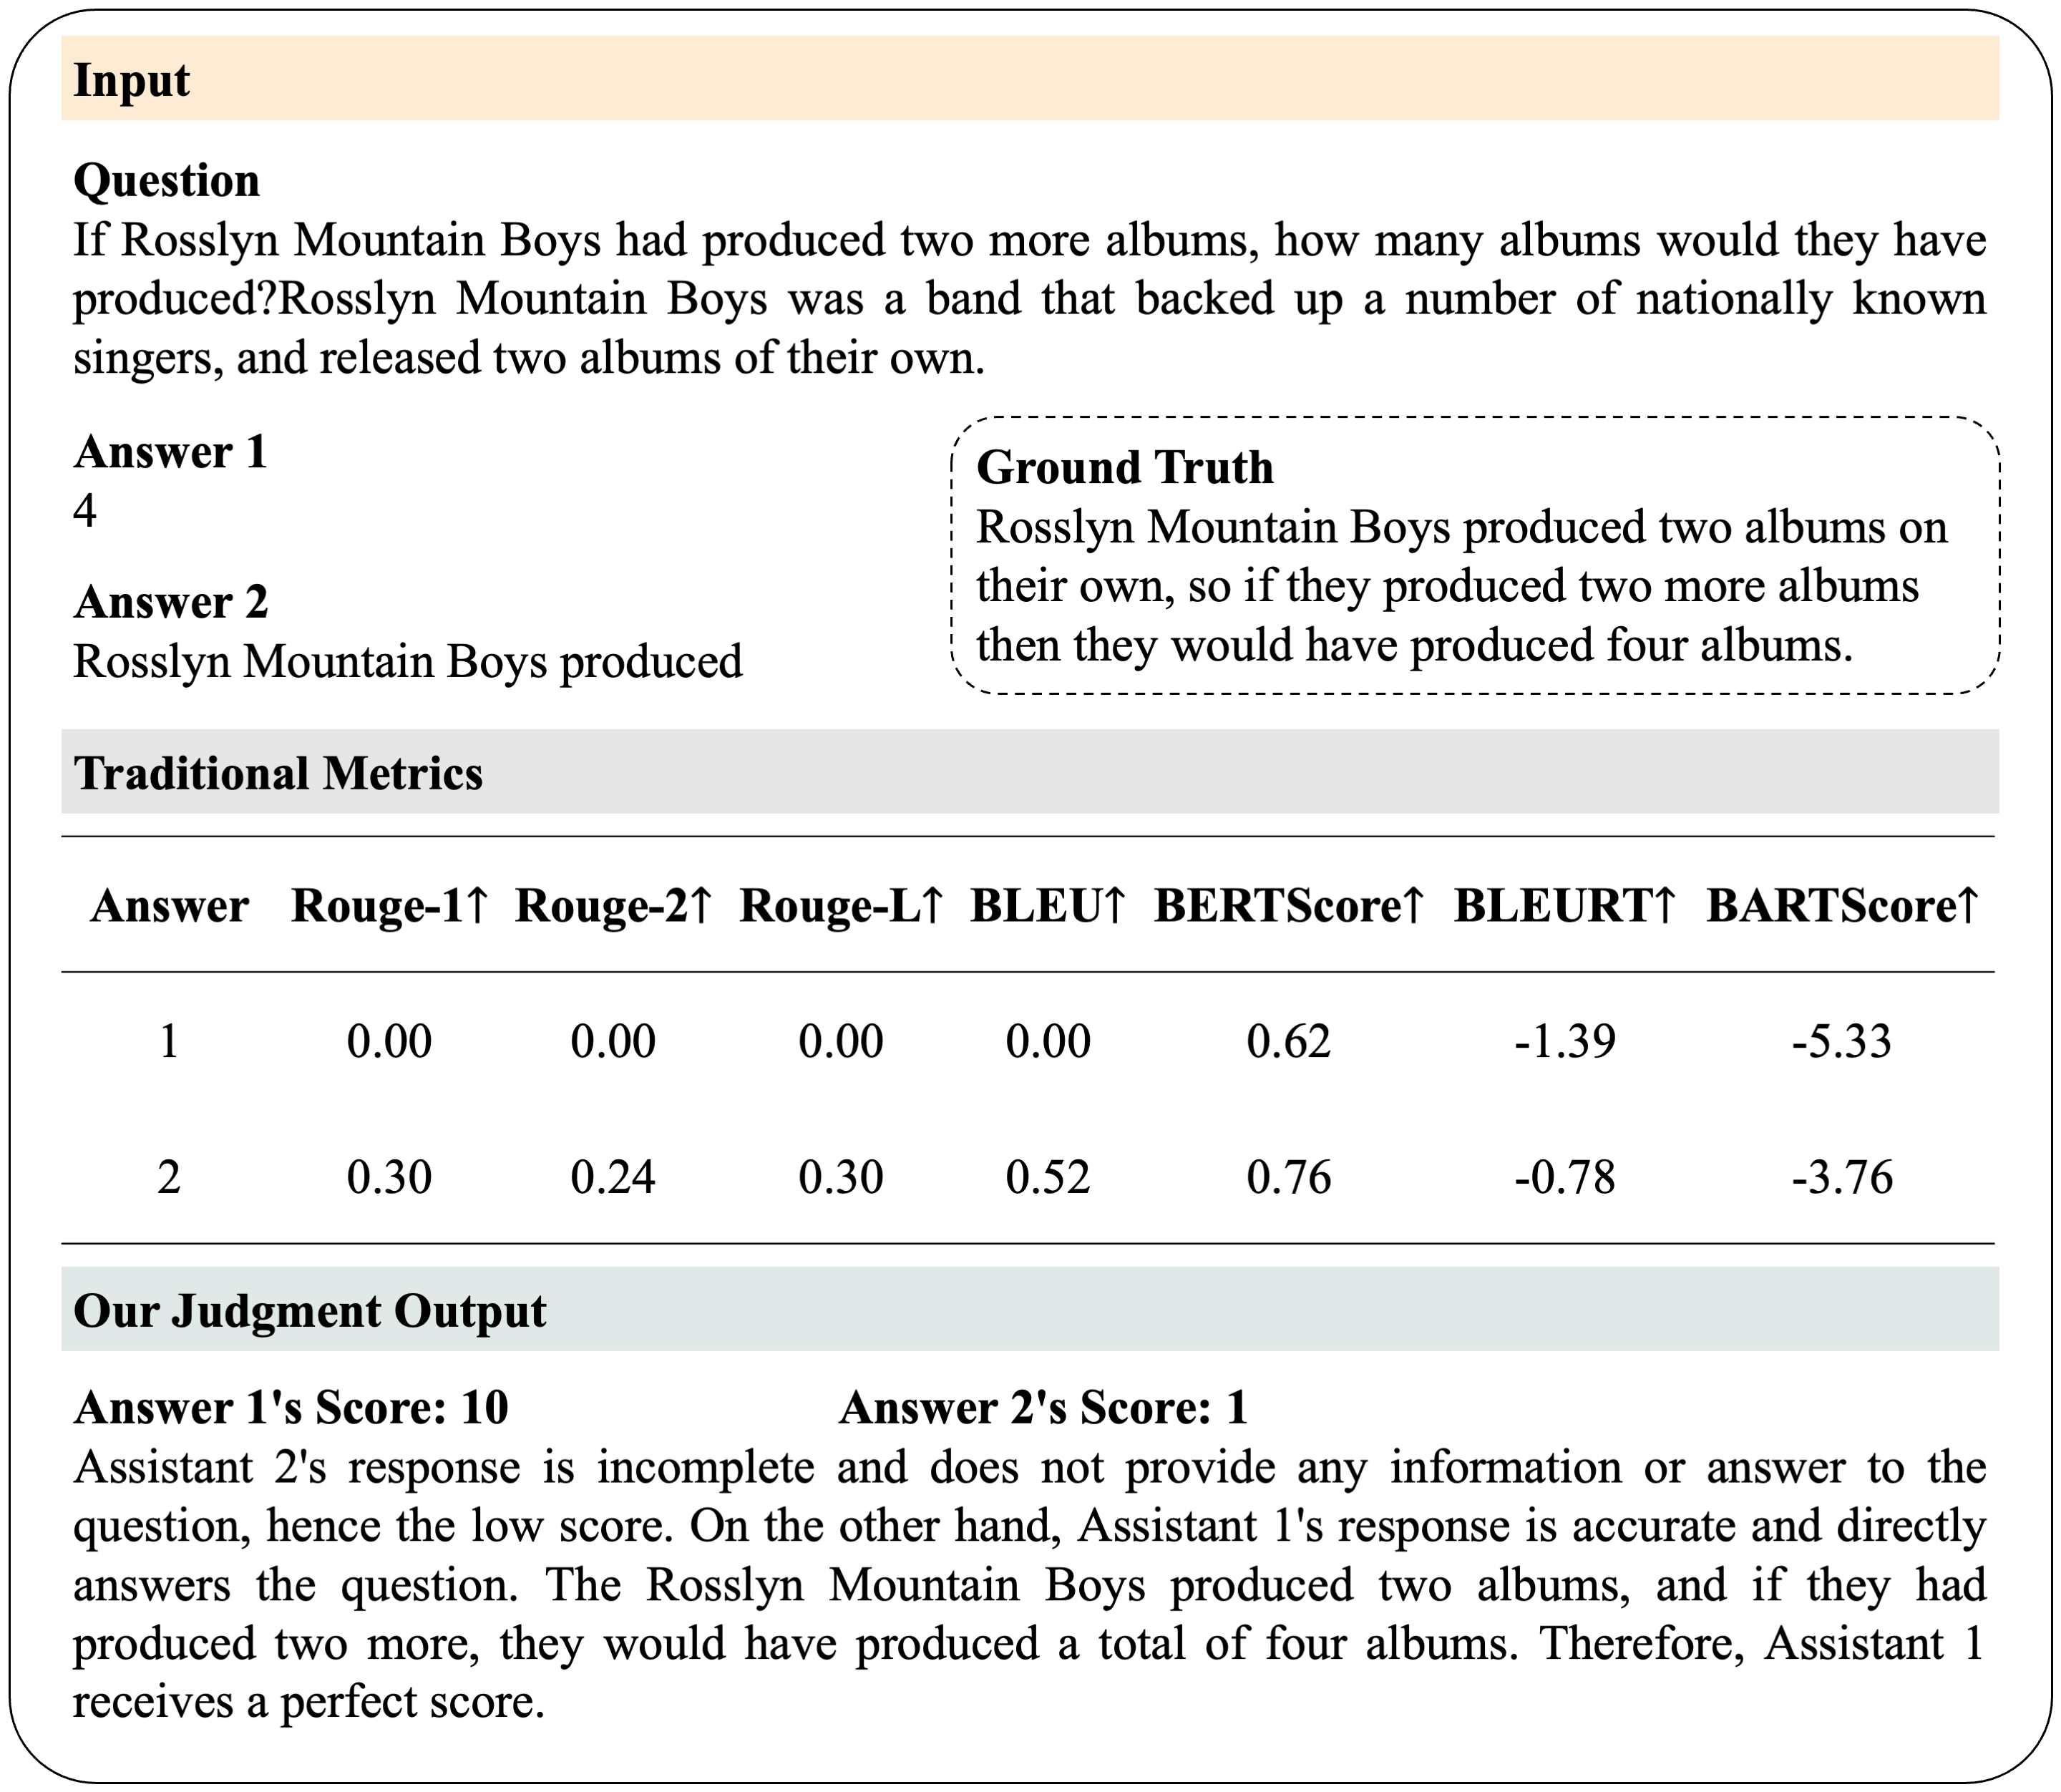 Input
Question
If Rosslyn Mountain Boys had produced two more albums, how many albums would they have
produced?Rosslyn Mountain Boys was a band that backed up a number of nationally known
singers, and released two albums of their own.
Answer 1
4
Answer 2
Rosslyn Mountain Boys produced
Ground Truth
Rosslyn Mountain Boys produced two albums on
their own, so if they produced two more albums
then they would have produced four albums.
Traditional Metrics
Answer Rouge-1↑ Rouge-2↑ Rouge-L↑ BLEU↑ BERTScore↑ BLEURT↑ BARTScore↑
1 0.00 0.00 0.00 0.00 0.62 -1.39 -5.33
2 0.30 0.24 0.30 0.52 0.76 -0.78 -3.76
Our Judgment Output
Answer 1's Score: 10 Answer 2's Score: 1
Assistant 2's response is incomplete and does not provide any information or answer to the
question, hence the low score. On the other hand, Assistant 1's response is accurate and directly
answers the question. The Rosslyn Mountain Boys produced two albums, and if they had
produced two more, they would have produced a total of four albums. Therefore, Assistant 1
receives a perfect score.